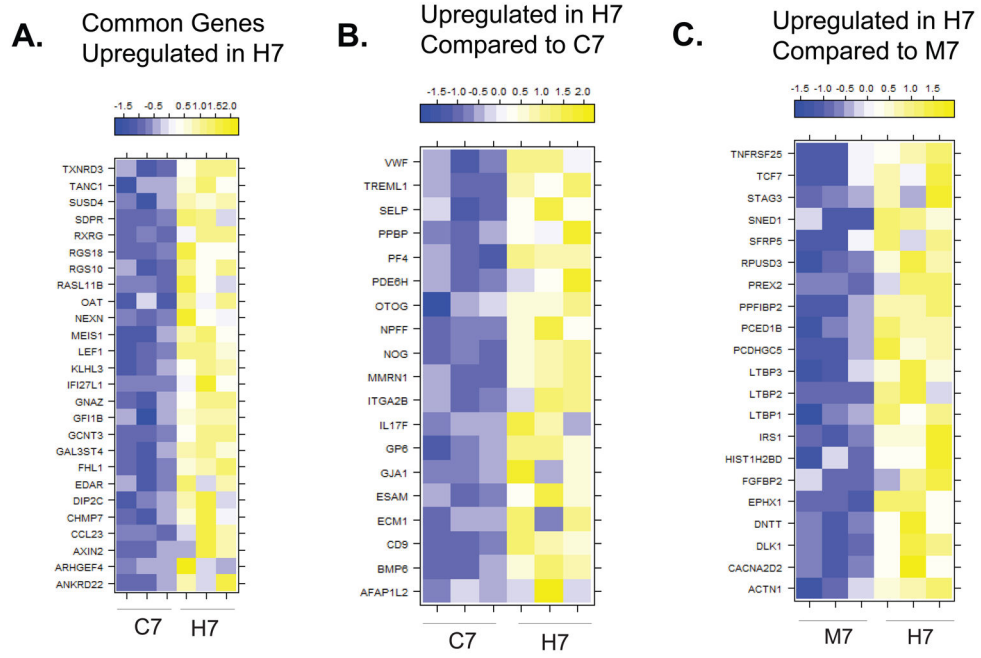 A.
Common Genes
Upregulated in H7
-1.5 -0.5 0.5 1.0 1.5 2.0
TXNRD3
TANC1
SUSD4
SDPR
RXRG
RGS18
RGS10
RASL11B
OAT
NEXN
MEIS1
LEF1
KLHL3
IFI27L1
GNAZ
GFI1B
GCNT3
GAL3ST4
FHL1
EDAR
DIP2C
CHMP7
CCL23
AXIN2
ARHGEF4
ANKRD22
C7 H7
B.
Upregulated in H7
Compared to C7
-1.5 -1.0 -0.5 0.0 0.5 1.0 1.5 2.0
VWF
TREML1
SELP
PPBP
PF4
PDE6H
OTOG
NPFF
NOG
MMRN1
ITGA2B
IL17F
GP6
GJA1
ESAM
ECM1
CD9
BMP6
AFAP1L2
C7 H7
C.
Upregulated in H7
Compared to M7
-1.5 -1.0 -0.5 0.0 0.5 1.0 1.5
TNFRSF25
TCF7
STAG3
SNED1
SFRP5
RPUSD3
PREX2
PPFIBP2
PCED1B
PCDHGC5
LTBP3
LTBP2
LTBP1
IRS1
HIST1H2BD
FGFBP2
EPHX1
DNTT
DLK1
CACNA2D2
ACTN1
M7 H7